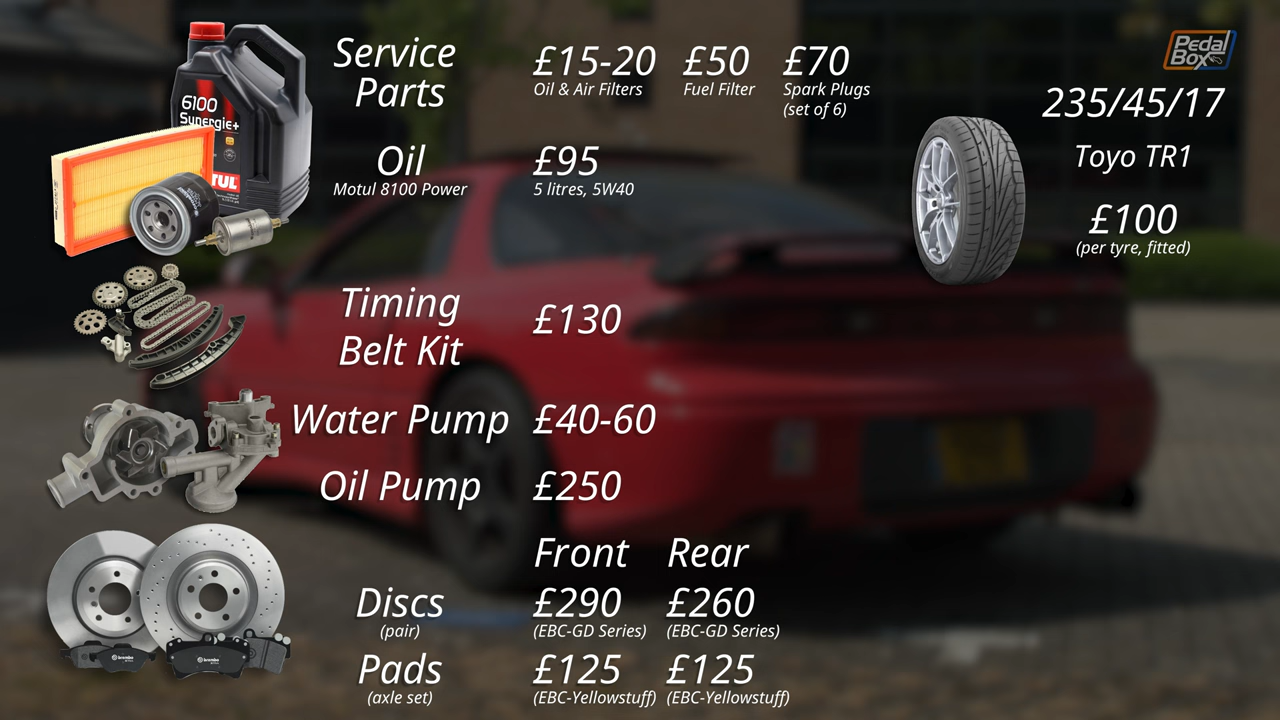 Service
Parts
£15-20 £50 £70
Oil & Air Filters Fuel Filter Spark Plugs
(set of 6)
Oil £95
Motul 8100 Power 5 litres, 5W40
Timing
Belt Kit
£130
Water Pump £40-60
Oil Pump £250
Front Rear
Discs £290 £260
(pair) (EBC-GD Series) (EBC-GD Series)
Pads £125 £125
(axle set) (EBC-Yellowstuff) (EBC-Yellowstuff)
Pedal
Box
235/45/17
Toyo TR1
£100
(per tyre, fitted)
6100
Synergie+
TUL
brembo
brembo